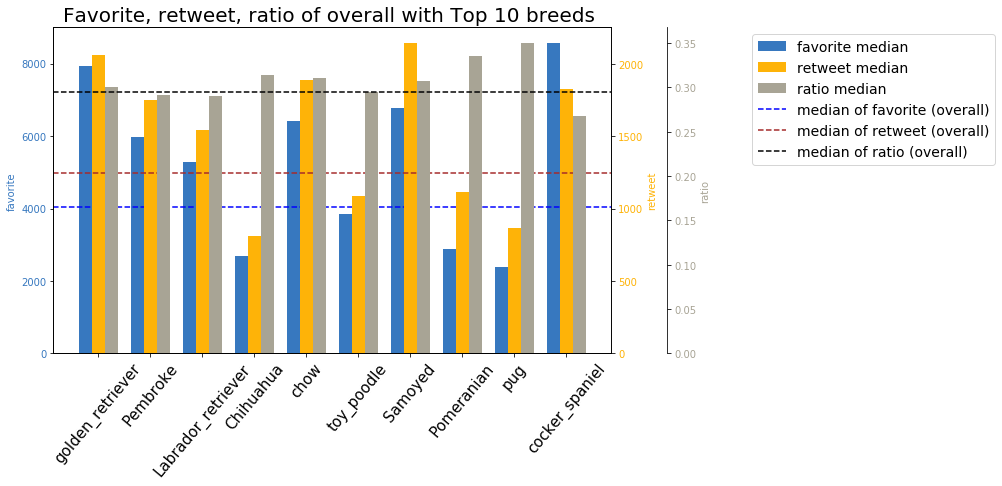 Favorite, retweet, ratio of overall with Top 10 breeds
favorite
8000
6000
4000
2000
0
golden_retriever
Pembroke
Labrador_retriever
Chihuahua
chow
toy_poodle
Samoyed
Pomeranian
pug
cocker_spaniel
2000
1500
1000
500
0
retweet
0.35
0.30
0.25
0.20
0.15
0.10
0.05
0.00
ratio
favorite median
retweet median
ratio median
median of favorite (overall)
median of retweet (overall)
median of ratio (overall)